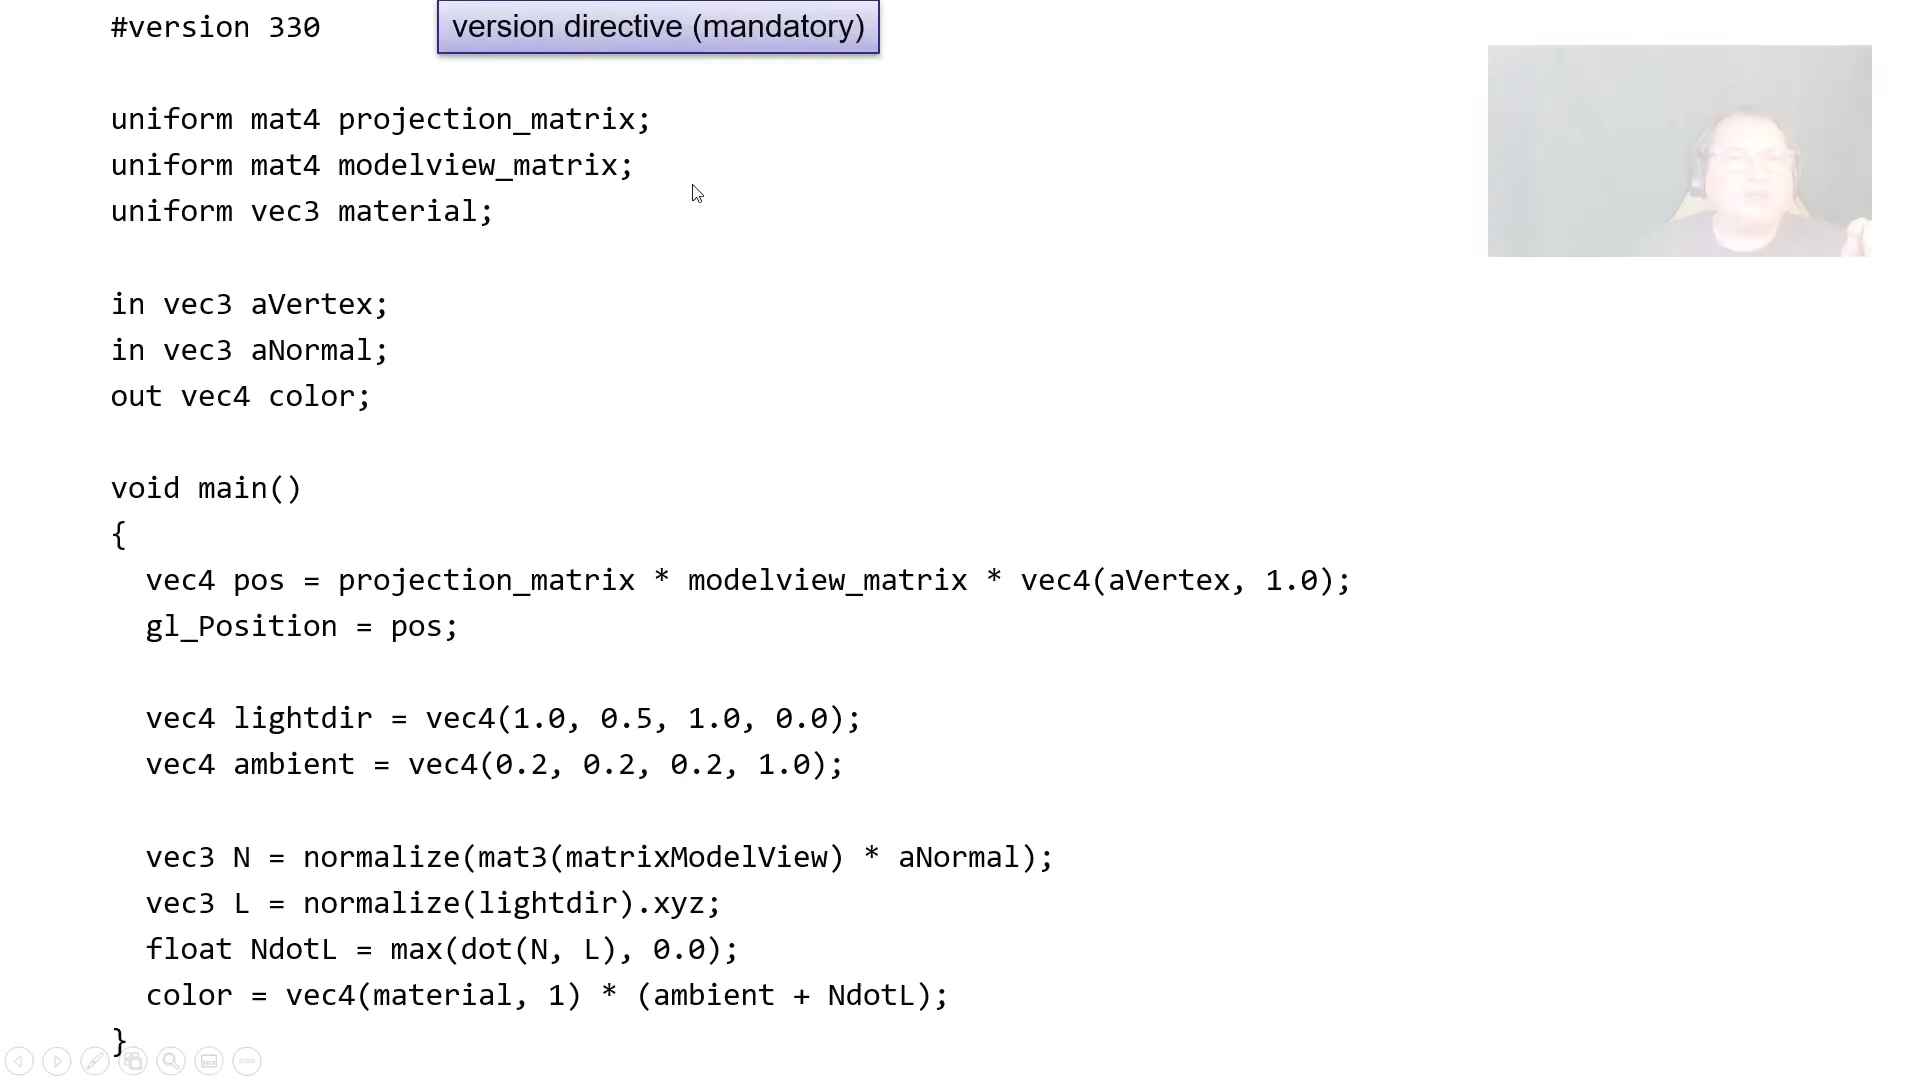 #version 330
version directive (mandatory)
uniform mat4 projection_matrix;
uniform mat4 modelview_matrix;
uniform vec3 material;
in vec3 aVertex;
in vec3 aNormal;
out vec4 color;
void main()
{
vec4 pos = projection_matrix * modelview_matrix * vec4(aVertex, 1.0);
gl_Position = pos;
vec4 lightdir = vec4(1.0, 0.5, 1.0, 0.0);
vec4 ambient = vec4(0.2, 0.2, 0.2, 1.0);
vec3 N = normalize(mat3(matrixModelView) * aNormal);
vec3 L = normalize(lightdir).xyz;
float NdotL = max(dot(N, L), 0.0);
color = vec4(material, 1) * (ambient + NdotL);
}